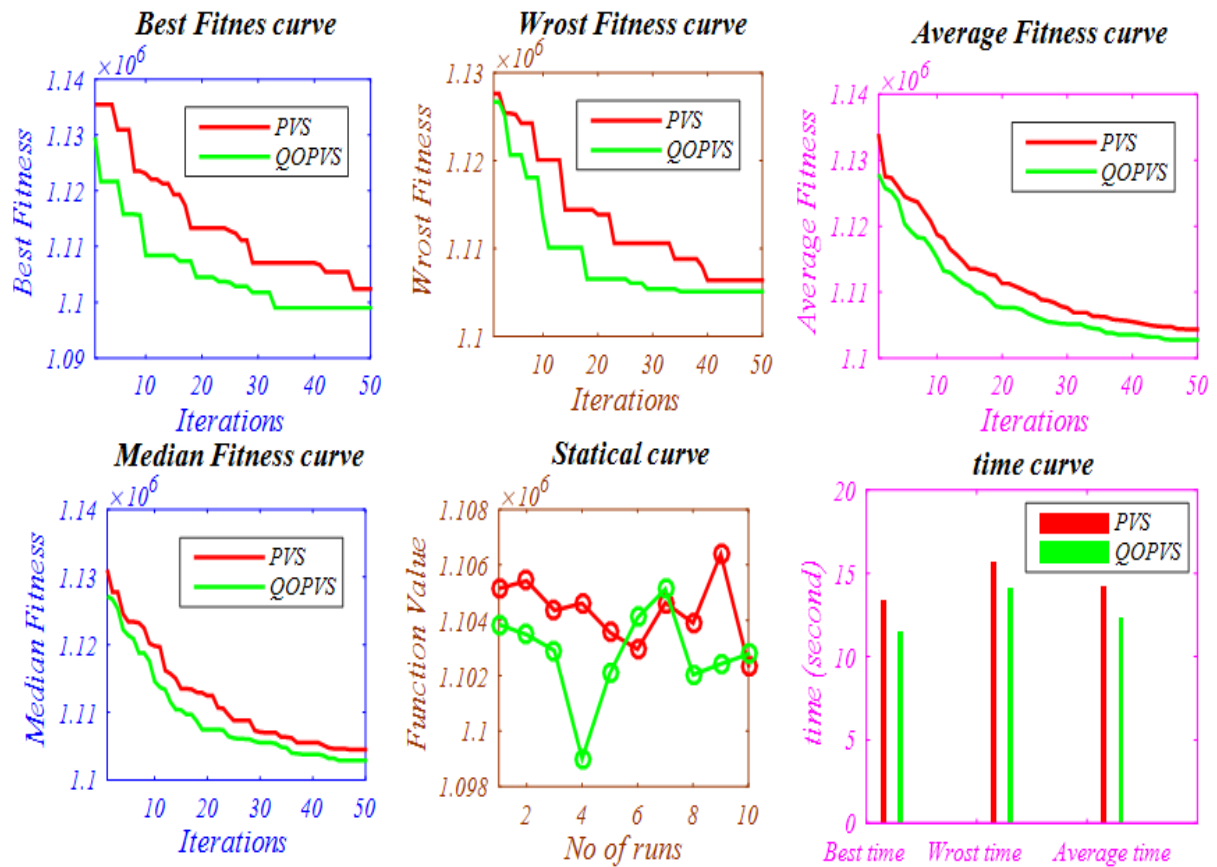 Best Fitnes curve
×10^6
1.14
1.13
1.12
1.11
1.1
1.09
Best Fitness
PVS
QOPVS
10 20 30 40 50
Iterations
Wrost Fitness curve
×10^6
1.13
1.12
1.11
1.1
Wrost Fitness
PVS
QOPVS
10 20 30 40 50
Iterations
Average Fitness curve
×10^6
1.14
1.13
1.12
1.11
1.1
Average Fitness
PVS
QOPVS
10 20 30 40 50
Iterations
Median Fitness curve
×10^6
1.14
1.13
1.12
1.11
1.1
Median Fitness
PVS
QOPVS
10 20 30 40 50
Iterations
Statical curve
×10^6
1.108
1.106
1.104
1.102
1.1
1.098
Function Value
2 4 6 8 10
No of runs
time curve
20
15
10
5
0
time (second)
PVS
QOPVS
Best time Wrost time Average time